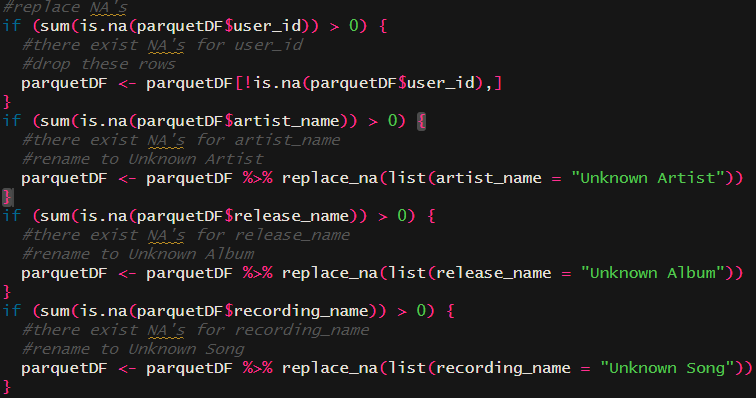 #replace NA's
if (sum(is.na(parquetDF$user_id)) > 0) {
  #there exist NA's for user_id
  #drop these rows
  parquetDF <- parquetDF[!is.na(parquetDF$user_id),]
}
if (sum(is.na(parquetDF$artist_name)) > 0) {
  #there exist NA's for artist_name
  #rename to Unknown Artist
  parquetDF <- parquetDF %>% replace_na(list(artist_name = "Unknown Artist"))
}
if (sum(is.na(parquetDF$release_name)) > 0) {
  #there exist NA's for release_name
  #rename to Unknown Album
  parquetDF <- parquetDF %>% replace_na(list(release_name = "Unknown Album"))
}
if (sum(is.na(parquetDF$recording_name)) > 0) {
  #there exist NA's for recording_name
  #rename to Unknown Song
  parquetDF <- parquetDF %>% replace_na(list(recording_name = "Unknown Song"))
}